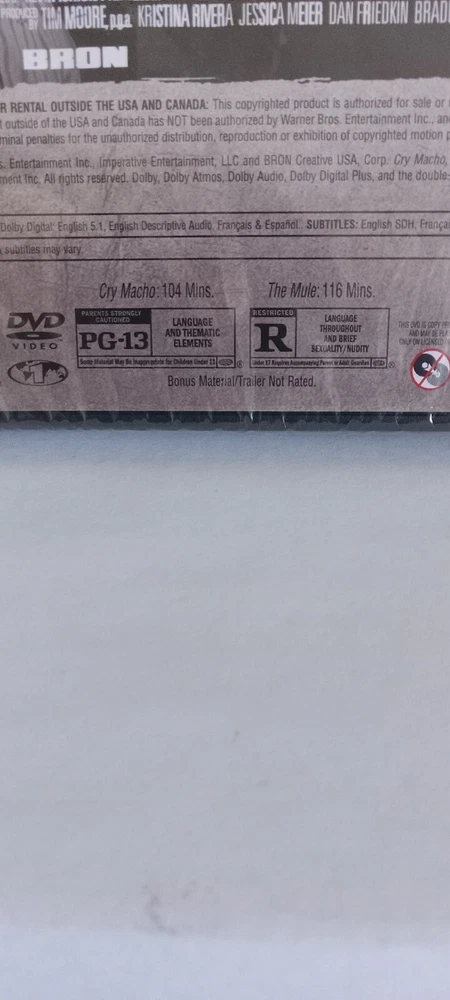 PRODUCED BY TIM MOORE, p.g.a. KRISTINA RIVERA JESSICA MEIER DAN FRIEDKIN
BRON
R RENTAL OUTSIDE THE USA AND CANADA: This copyrighted product is authorized for sale or
t outside of the USA and Canada has NOT been authorized by Warner Bros. Entertainment Inc., an
minal penalties for the unauthorized distribution, reproduction or exhibition of copyrighted motion p
s. Entertainment Inc., Imperative Entertainment, LLC and BRON Creative USA, Corp. Cry Macho,
ment Inc. All rights reserved. Dolby, Dolby Atmos, Dolby Audio, Dolby Digital Plus, and the double-
Dolby Digital: English 5.1, English Descriptive Audio, Français & Español. SUBTITLES: English SDH, França
subtitles may vary.
Cry Macho: 104 Mins. The Mule: 116 Mins.
DVD
VIDEO
PARENTS STRONGLY CAUTIONED
PG-13
LANGUAGE
AND THEMATIC
ELEMENTS
Some Material May Be Inappropriate for Children Under 13
RESTRICTED
R
LANGUAGE
THROUGHOUT
AND BRIEF
SEXUALITY/NUDITY
Under 17 Requires Accompanying Parent or Adult Guardian
THIS DVD IS COPY PR
AND MAY BE PL
ONLY ON LICENSED
1
Bonus Material/Trailer Not Rated.